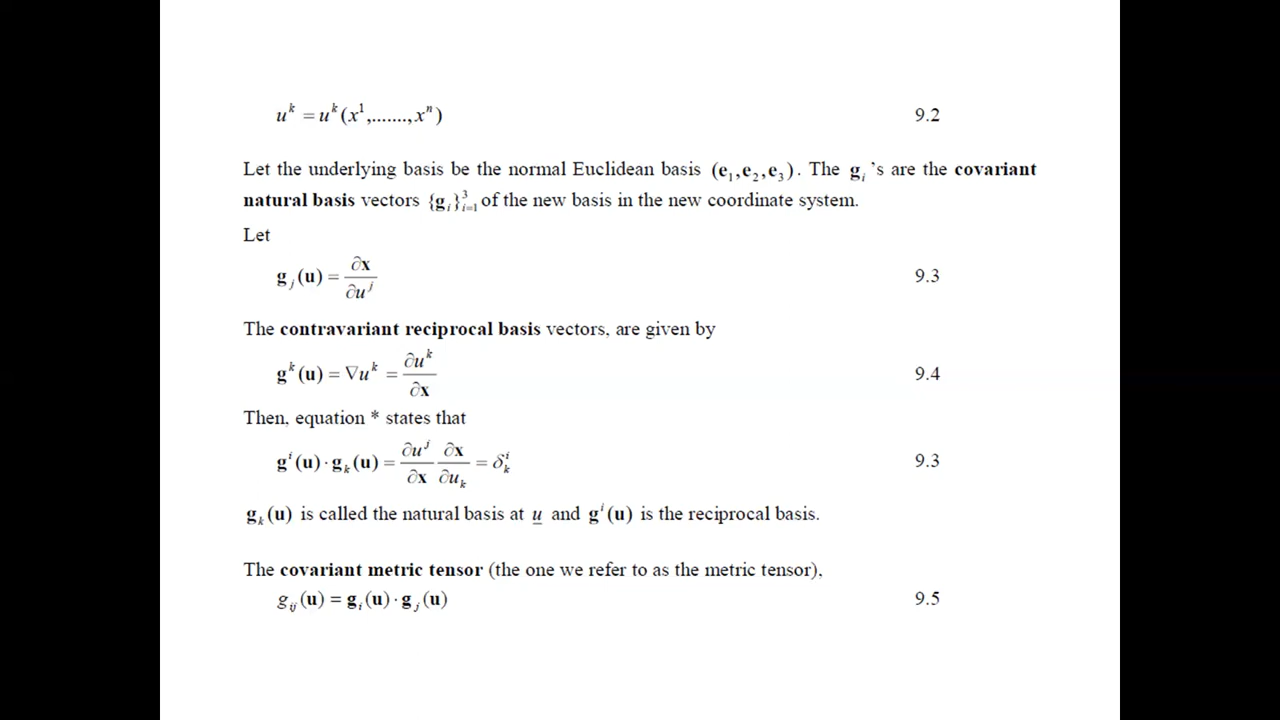 u^k = u^k(x^1,.......,x^n) 9.2
Let the underlying basis be the normal Euclidean basis (e_1,e_2,e_3). The g_i `s are the covariant
natural basis vectors {g_i}_{i=1}^3 of the new basis in the new coordinate system.
Let
g_j(u) = ∂x/∂u^j 9.3
The contravariant reciprocal basis vectors, are given by
g^k(u) = ∇u^k = ∂u^k/∂x 9.4
Then, equation * states that
g^i(u)·g_k(u) = ∂u^j/∂x ∂x/∂u_k = δ^i_k 9.3
g_k(u) is called the natural basis at u and g^i(u) is the reciprocal basis.
The covariant metric tensor (the one we refer to as the metric tensor),
g_ij(u) = g_i(u)·g_j(u) 9.5